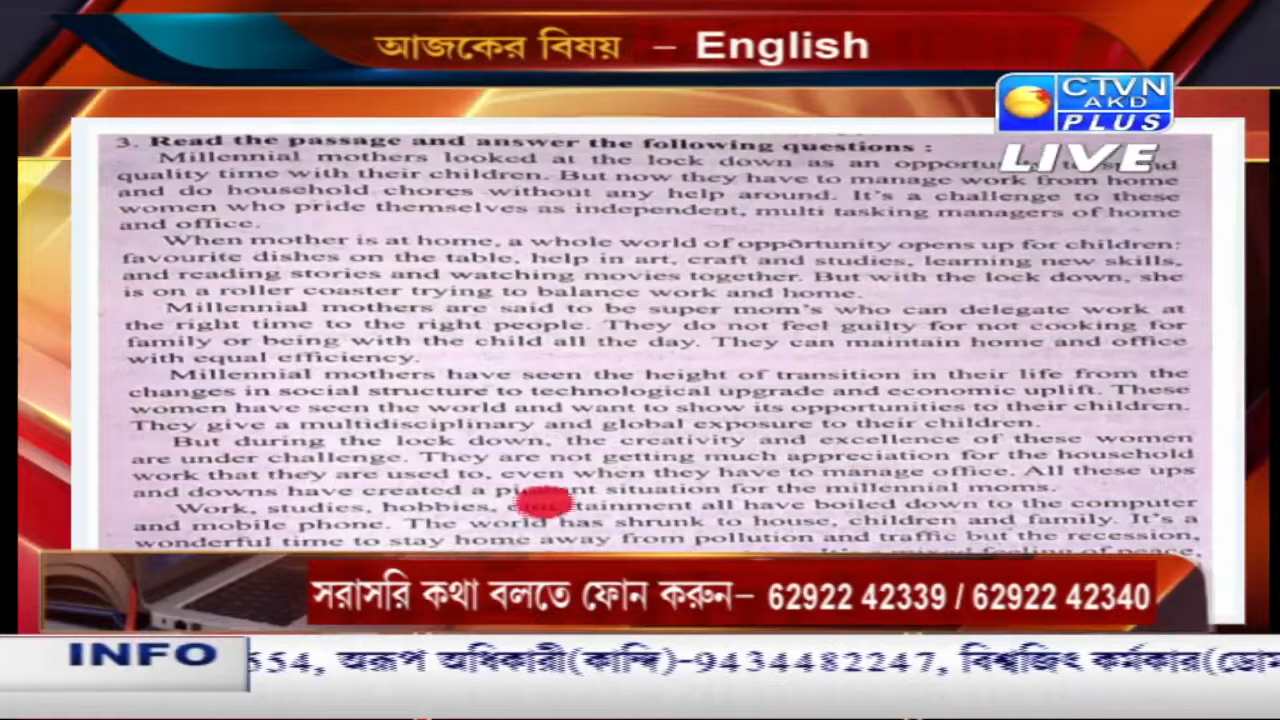 আজকের বিষয় – English
CTVN
AKD
PLUS
LIVE
3. Read the passage and answer the following questions :
Millennial mothers looked at the lock down as an
quality time with their children. But now they have to manage work from home
and do household chores without any help around. It's a challenge to these
women who pride themselves as independent, multi tasking managers of home
and office.
When mother is at home, a whole world of opportunity opens up for children:
favourite dishes on the table, help in art, craft and studies, learning new skills,
and reading stories and watching movies together. But with the lock down, she
is on a roller coaster trying to balance work and home.
Millennial mothers are said to be super mom's who can delegate work at
the right time to the right people. They do not feel guilty for not cooking for
family or being with the child all the day. They can maintain home and office
with equal efficiency.
Millennial mothers have seen the height of transition in their life from the
changes in social structure to technological upgrade and economic uplift. These
women have seen the world and want to show its opportunities to their children.
They give a multidisciplinary and global exposure to their children.
But during the lock down, the creativity and excellence of these women
are under challenge. They are not getting much appreciation for the household
work that they are used to, even when they have to manage office. All these ups
and downs have created a situation for the millennial moms.
Work, studies, hobbies, all have boiled down to the computer
and mobile phone. The world has shrunk to house, children and family. It's a
wonderful time to stay home away from pollution and traffic but the recession,
সরাসরি কথা বলতে ফোন করুন– 62922 42339 / 62922 42340
INFO
554, অরূপ অধিকারী(কান্দি)-9434482247, বিশ্বজিৎ কর্মকার(ডোম